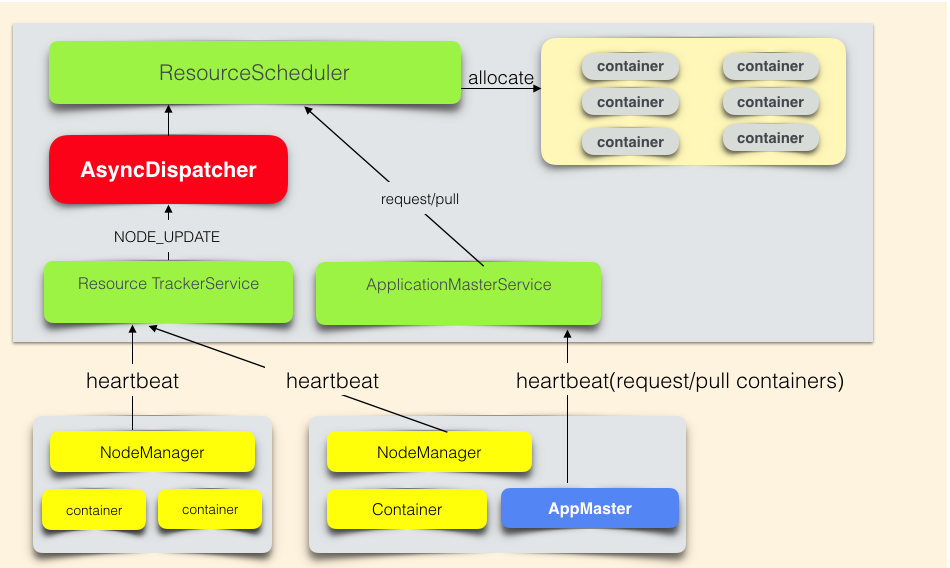 ResourceScheduler
allocate
container
container
container
container
container
container
AsyncDispatcher
request/pull
NODE_UPDATE
Resource TrackerService
ApplicationMasterService
heartbeat
heartbeat
heartbeat(request/pull containers)
NodeManager
NodeManager
container
container
Container
AppMaster